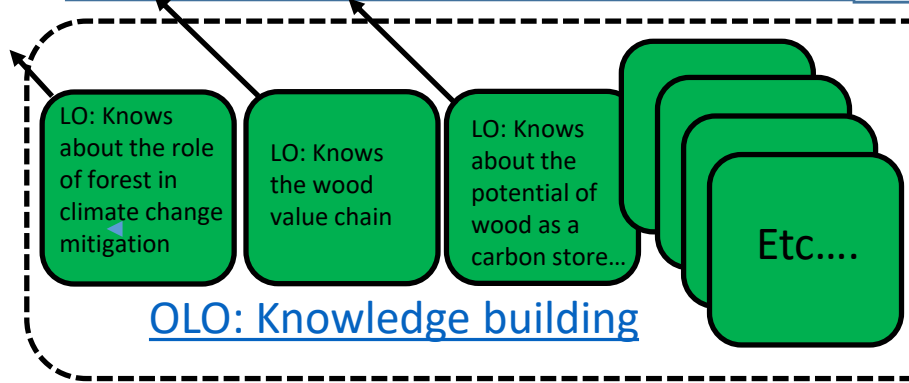 LO: Knows
about the role
of forest in
climate change
mitigation
LO: Knows
the wood
value chain
LO: Knows
about the
potential of
wood as a
carbon store…
Etc….
OLO: Knowledge building